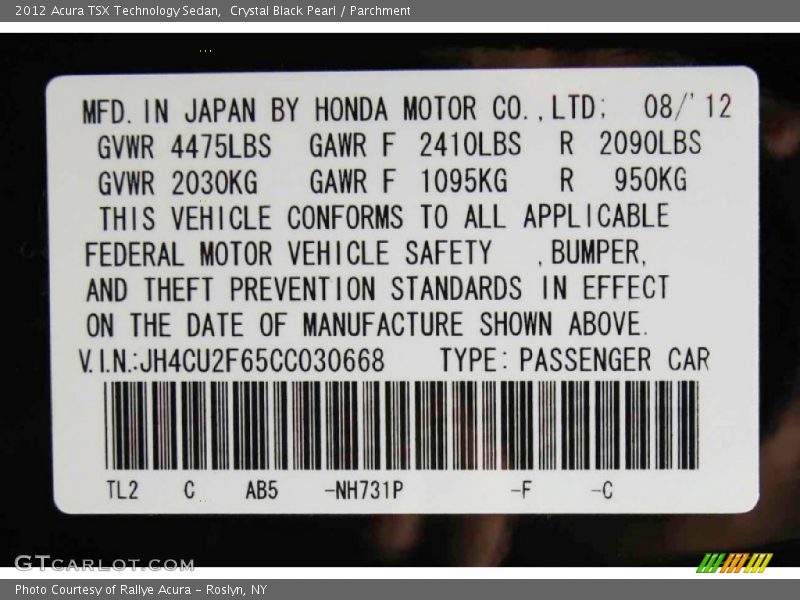 2012 Acura TSX Technology Sedan,  Crystal Black Pearl / Parchment
MFD. IN JAPAN BY HONDA MOTOR CO., LTD; 08/'12
GVWR 4475LBS GAWR F 2410LBS R 2090LBS
GVWR 2030KG GAWR F 1095KG R 950KG
THIS VEHICLE CONFORMS TO ALL APPLICABLE
FEDERAL MOTOR VEHICLE SAFETY , BUMPER,
AND THEFT PREVENTION STANDARDS IN EFFECT
ON THE DATE OF MANUFACTURE SHOWN ABOVE.
V.I.N.:JH4CU2F65CC030668 TYPE: PASSENGER CAR
TL2 C AB5 -NH731P -F -C
GTCARLOT.COM
Photo Courtesy of Rallye Acura - Roslyn, NY